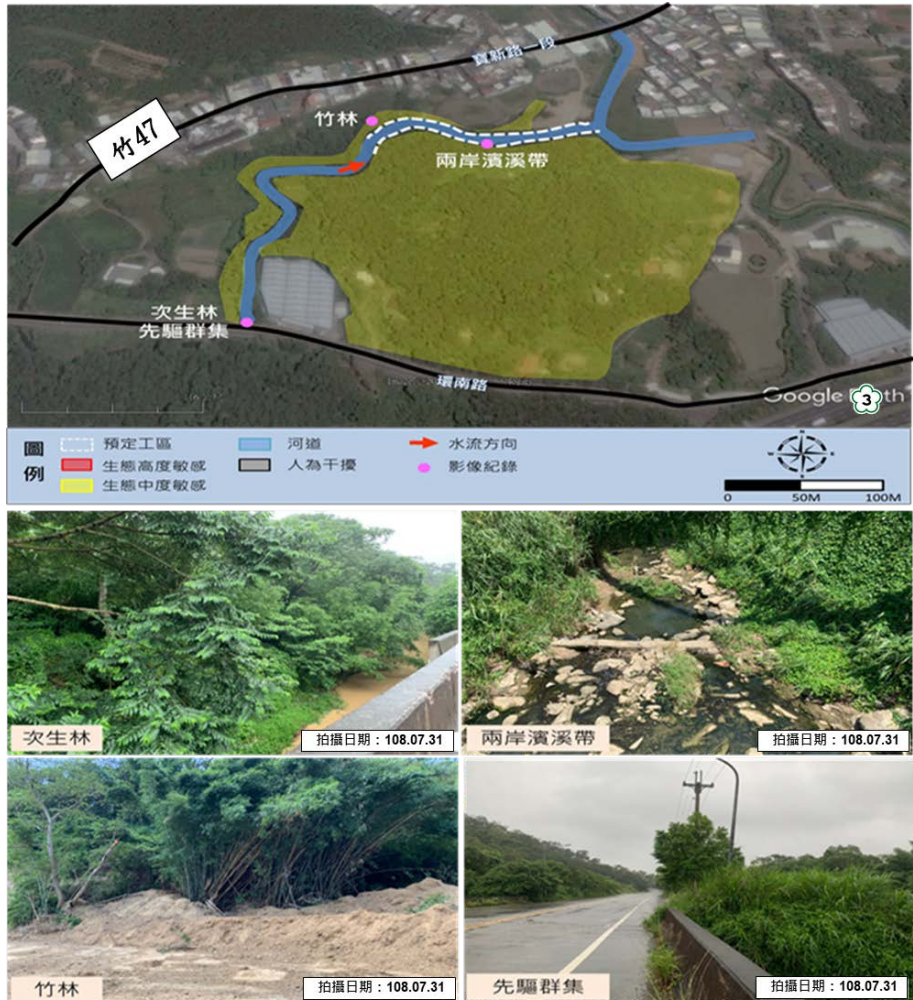 寶新路一段
竹47
竹林
兩岸濱溪帶
次生林
先驅群集
環南路
Google Earth
3
圖例
預定工區
河道
水流方向
生態高度敏感
人為干擾
影像紀錄
生態中度敏感
0 50M 100M
次生林
拍攝日期：108.07.31
兩岸濱溪帶
拍攝日期：108.07.31
竹林
拍攝日期：108.07.31
先驅群集
拍攝日期：108.07.31